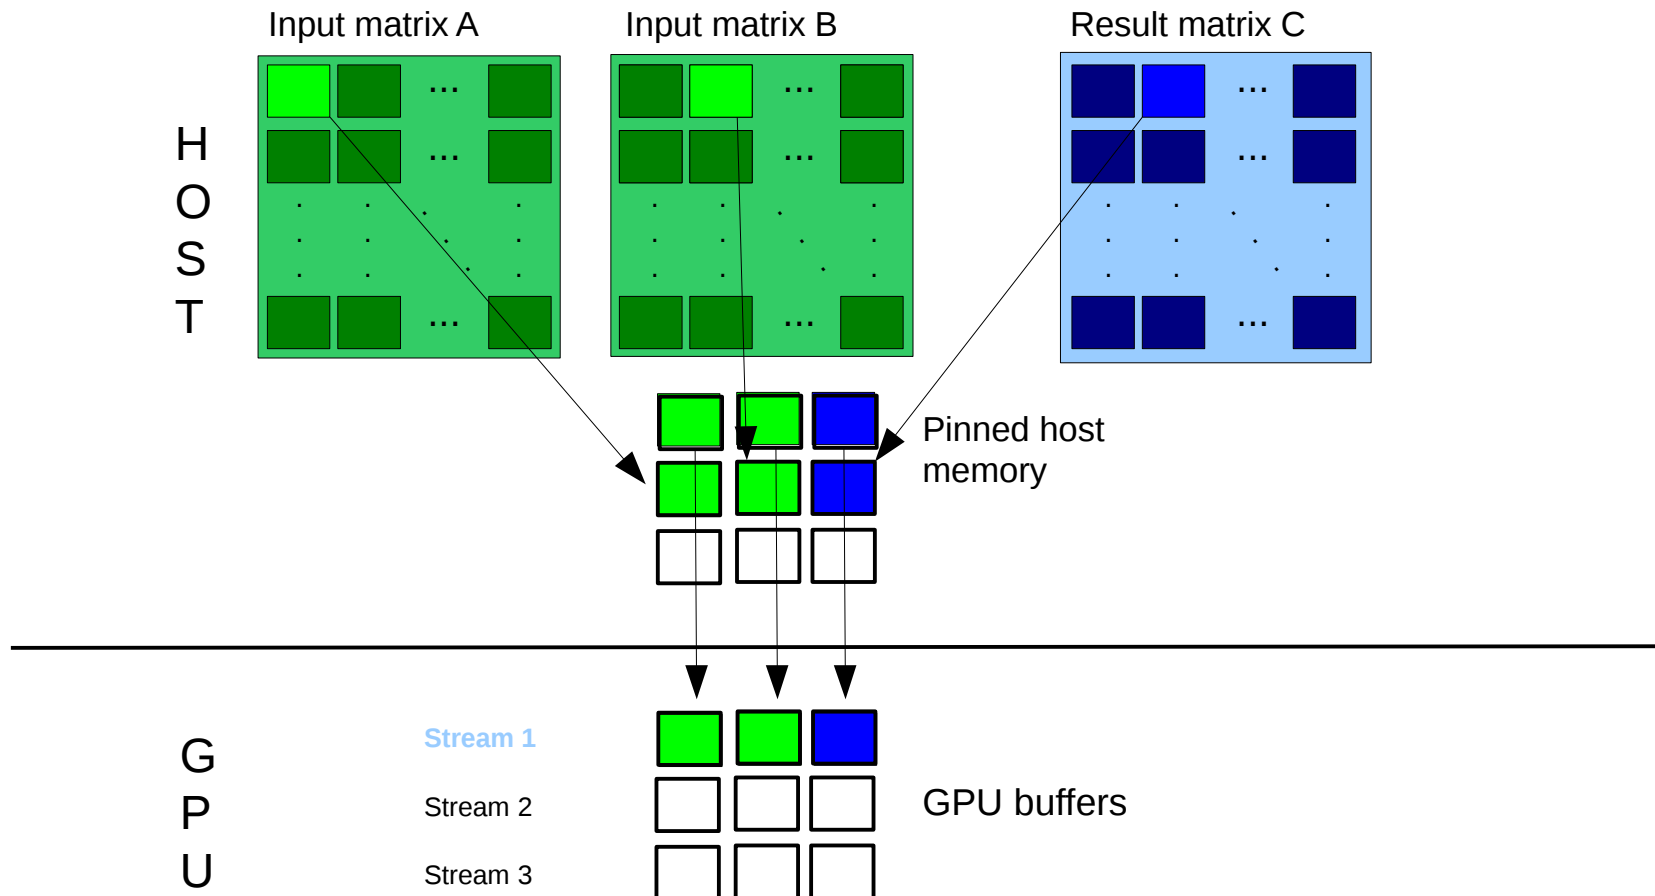 Input matrix A
Input matrix B
Result matrix C
...
...
...
H
O
S
T
...
...
...
...
...
...
Pinned host
memory
G
P
U
Stream 1
Stream 2
Stream 3
GPU buffers